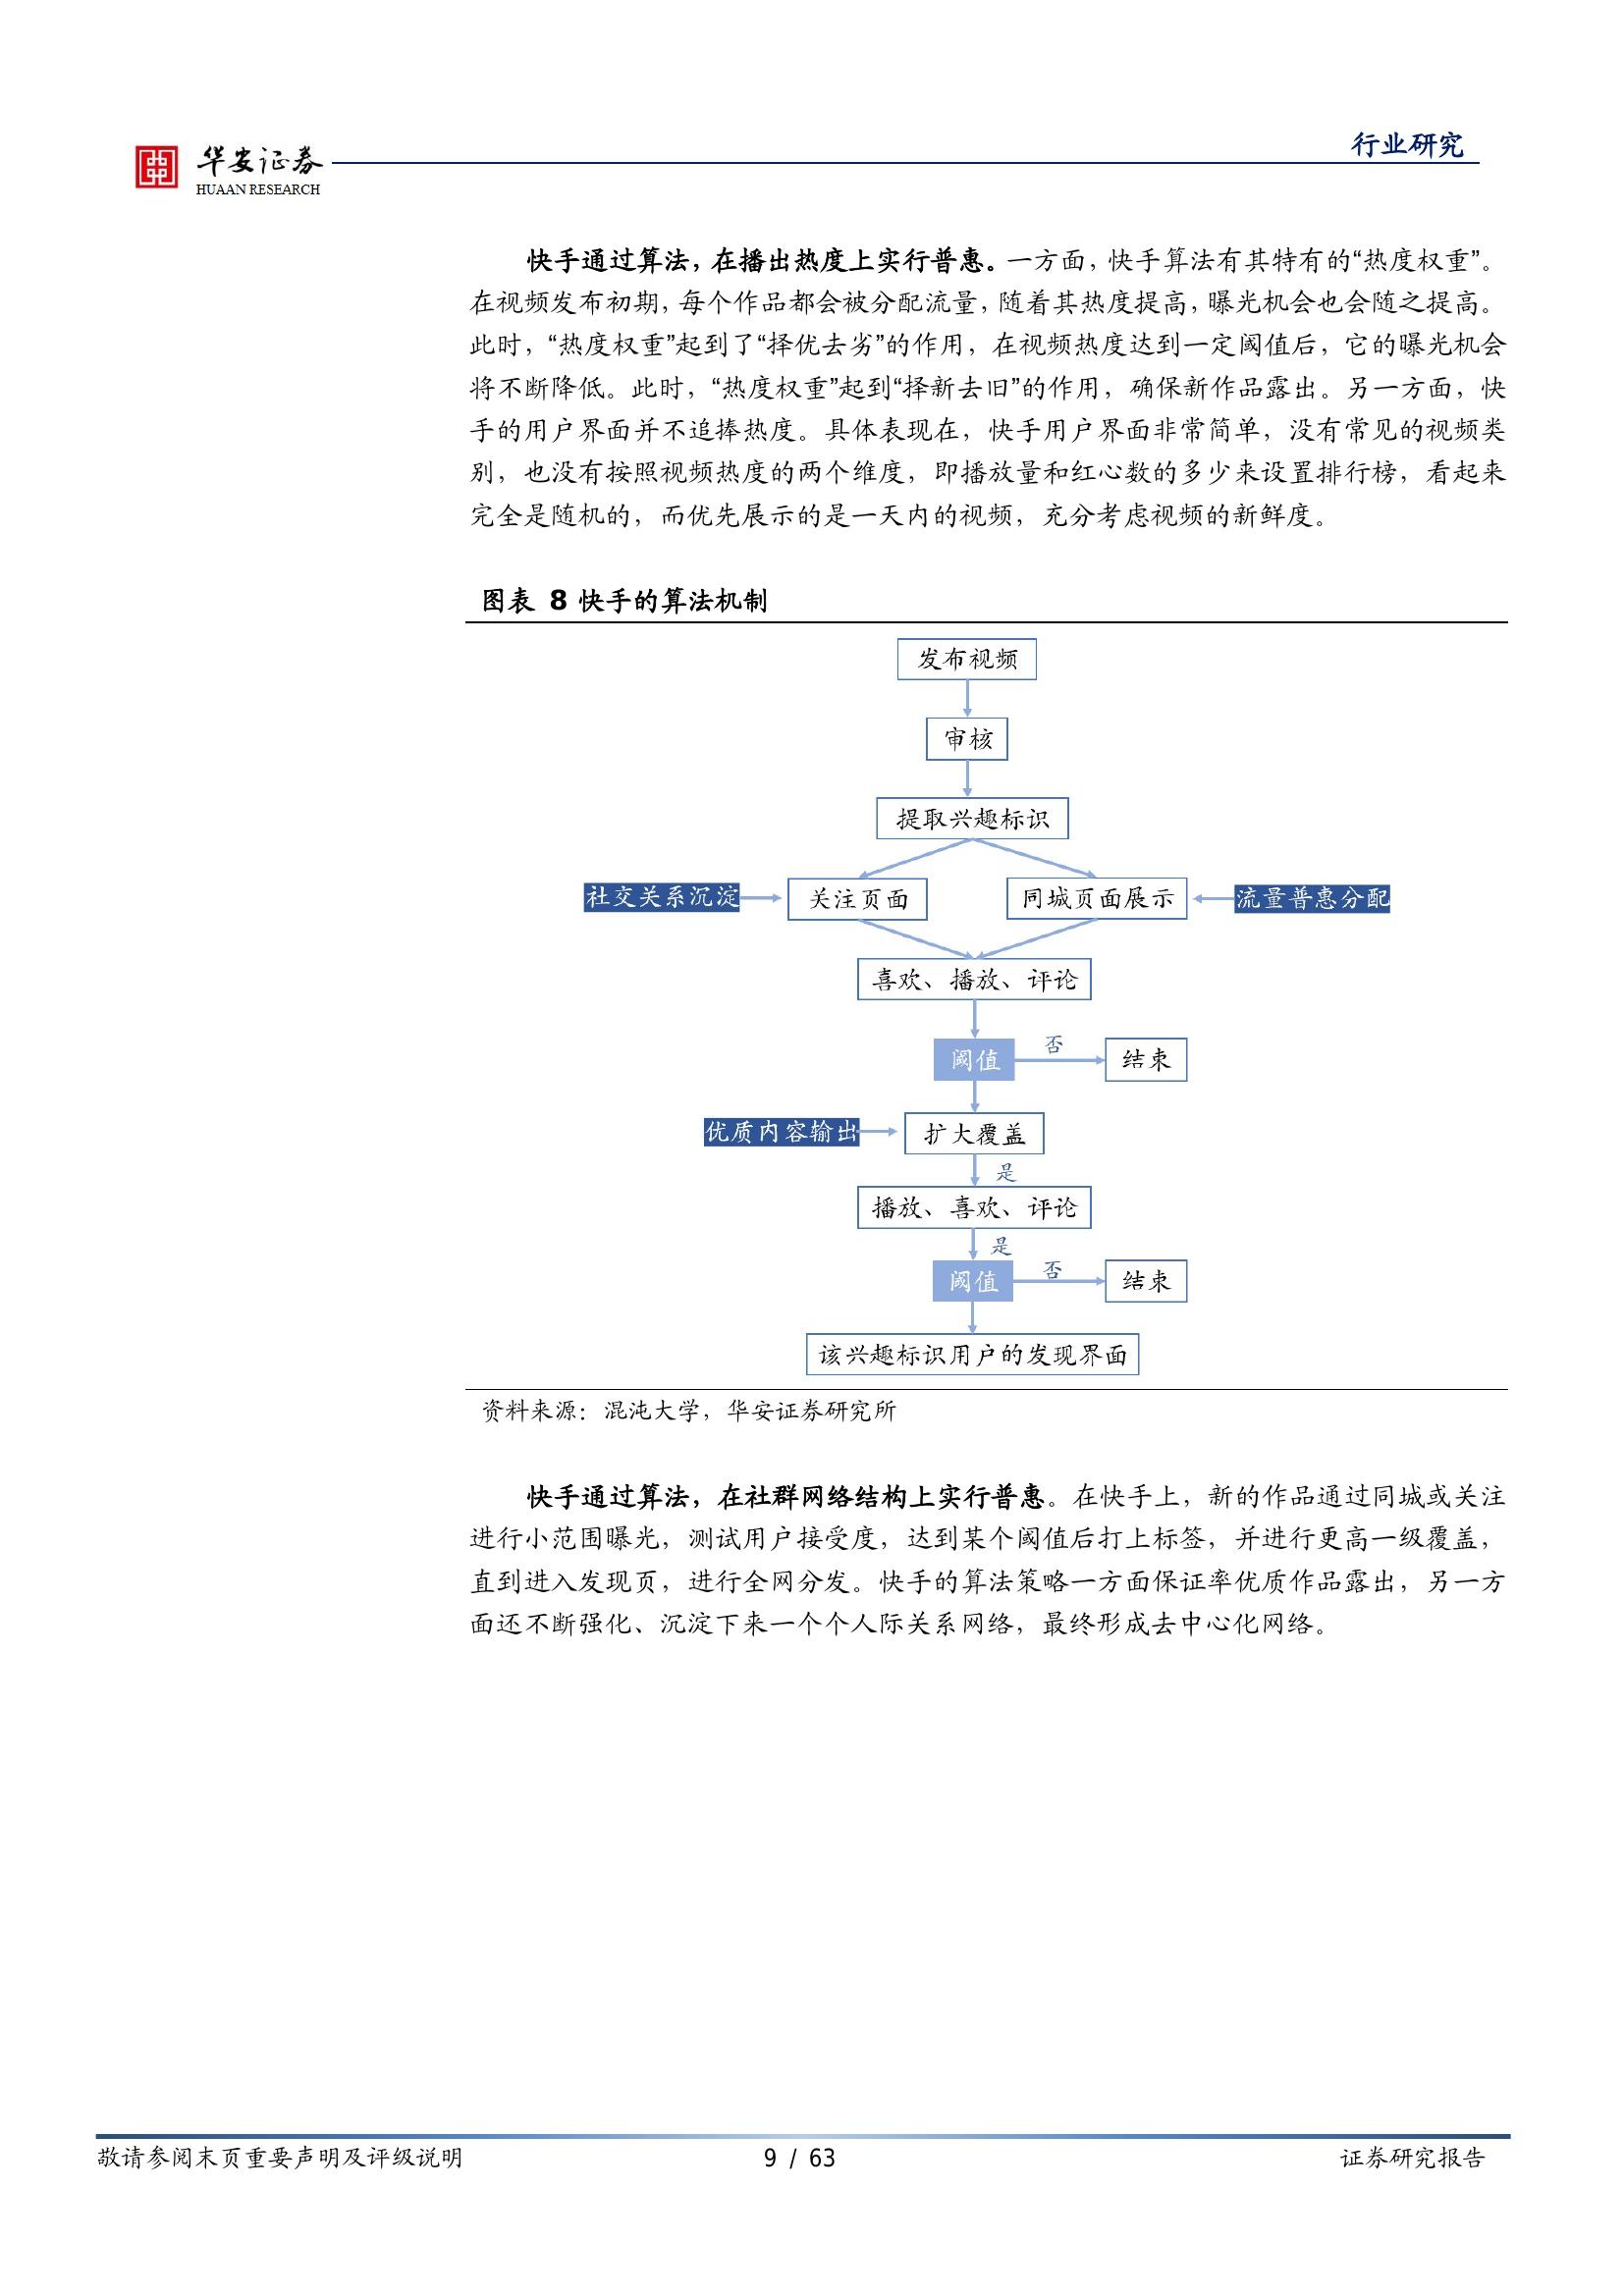 华安证券
HUAAN RESEARCH
行业研究
快手通过算法，在播出热度上实行普惠。一方面，快手算法有其特有的“热度权重”。
在视频发布初期，每个作品都会被分配流量，随着其热度提高，曝光机会也会随之提高。
此时，“热度权重”起到了“择优去劣”的作用，在视频热度达到一定阈值后，它的曝光机会
将不断降低。此时，“热度权重”起到“择新去旧”的作用，确保新作品露出。另一方面，快
手的用户界面并不追捧热度。具体表现在，快手用户界面非常简单，没有常见的视频类
别，也没有按照视频热度的两个维度，即播放量和红心数的多少来设置排行榜，看起来
完全是随机的，而优先展示的是一天内的视频，充分考虑视频的新鲜度。
图表 8 快手的算法机制
发布视频
审核
提取兴趣标识
社交关系沉淀
关注页面
同城页面展示
流量普惠分配
喜欢、播放、评论
阈值
否
结束
优质内容输出
扩大覆盖
是
播放、喜欢、评论
是
阈值
否
结束
该兴趣标识用户的发现界面
资料来源：混沌大学，华安证券研究所
快手通过算法，在社群网络结构上实行普惠。在快手上，新的作品通过同城或关注
进行小范围曝光，测试用户接受度，达到某个阈值后打上标签，并进行更高一级覆盖，
直到进入发现页，进行全网分发。快手的算法策略一方面保证率优质作品露出，另一方
面还不断强化、沉淀下来一个个人际关系网络，最终形成去中心化网络。
敬请参阅末页重要声明及评级说明
9 / 63
证券研究报告